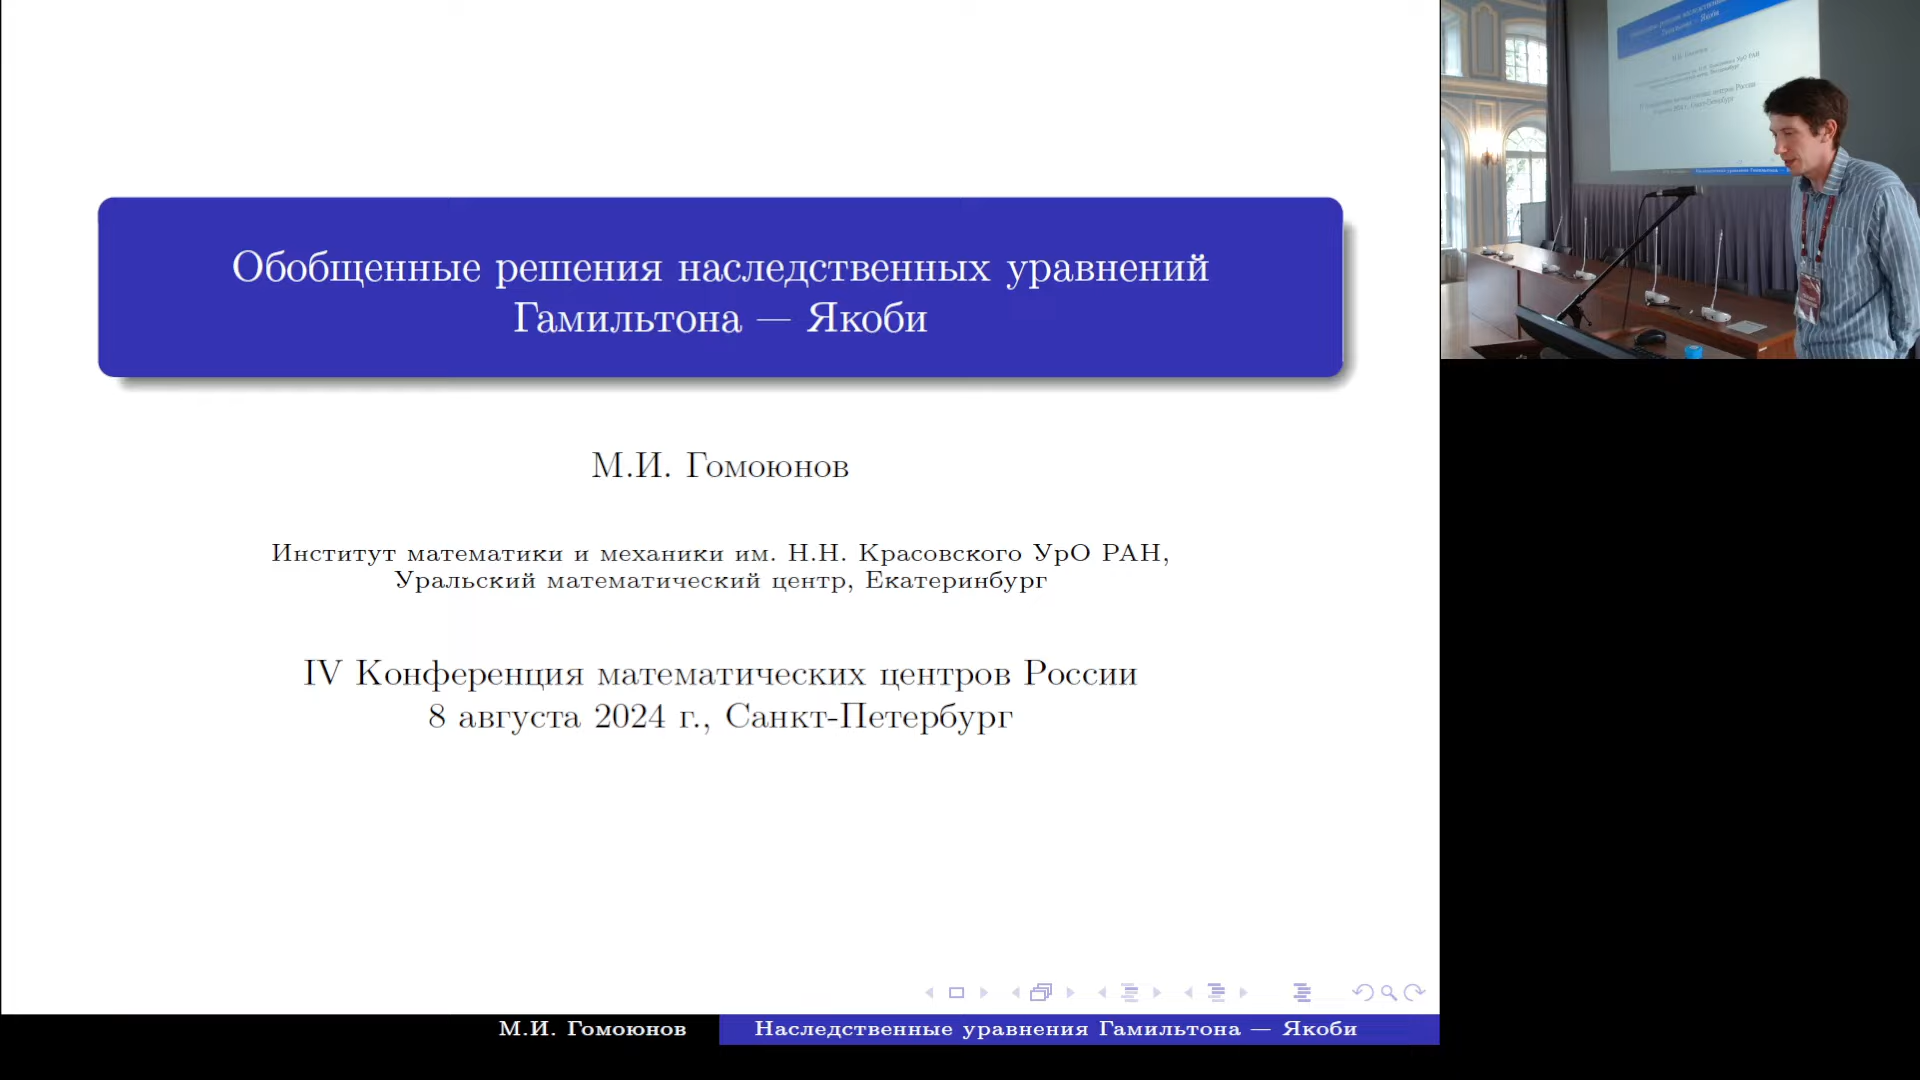 Обобщенные решения наследственных уравнений
Гамильтона — Якоби
М.И. Гомоюнов
Институт математики и механики им. Н.Н. Красовского УрО РАН,
Уральский математический центр, Екатеринбург
IV Конференция математических центров России
8 августа 2024 г., Санкт-Петербург
М.И. Гомоюнов
Наследственные уравнения Гамильтона — Якоби